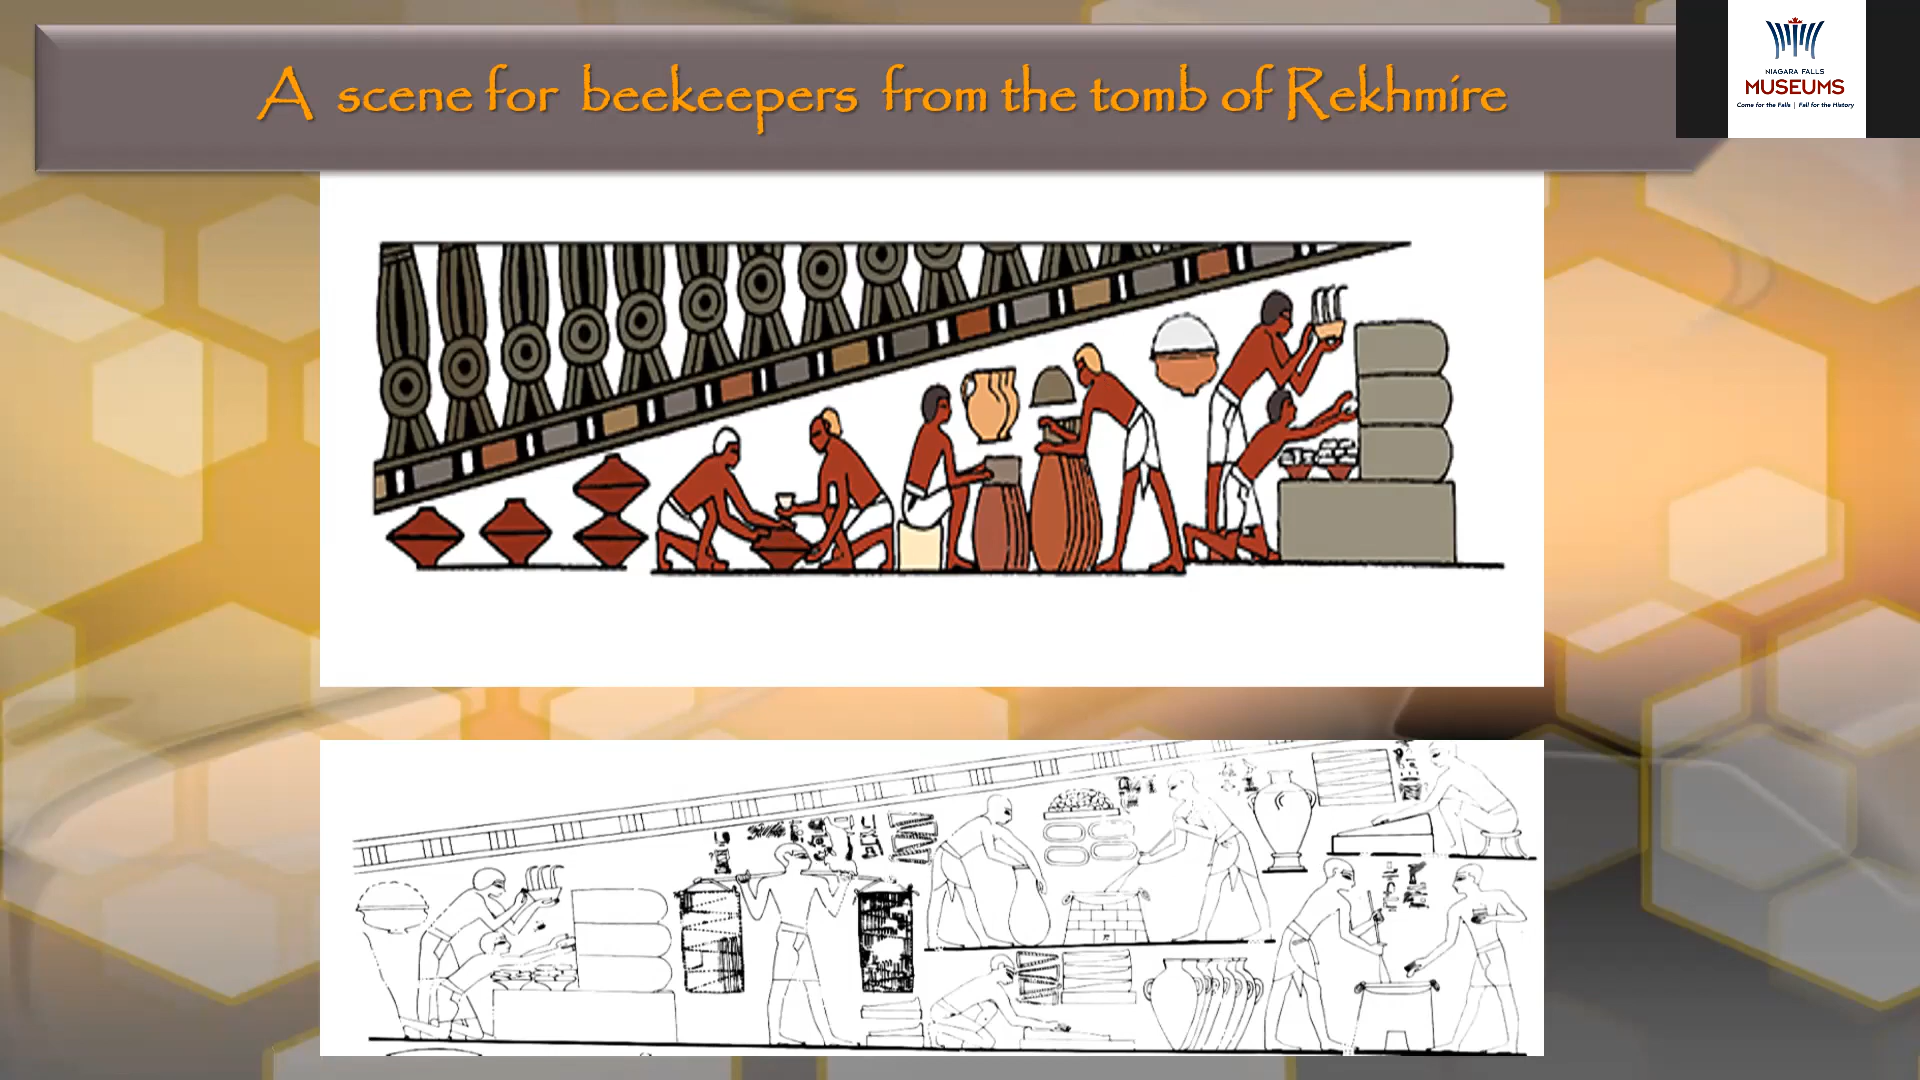 A scene for beekeepers from the tomb of Rekhmire
NIAGARA FALLS
MUSEUMS
Come for the Falls | Fall for the History